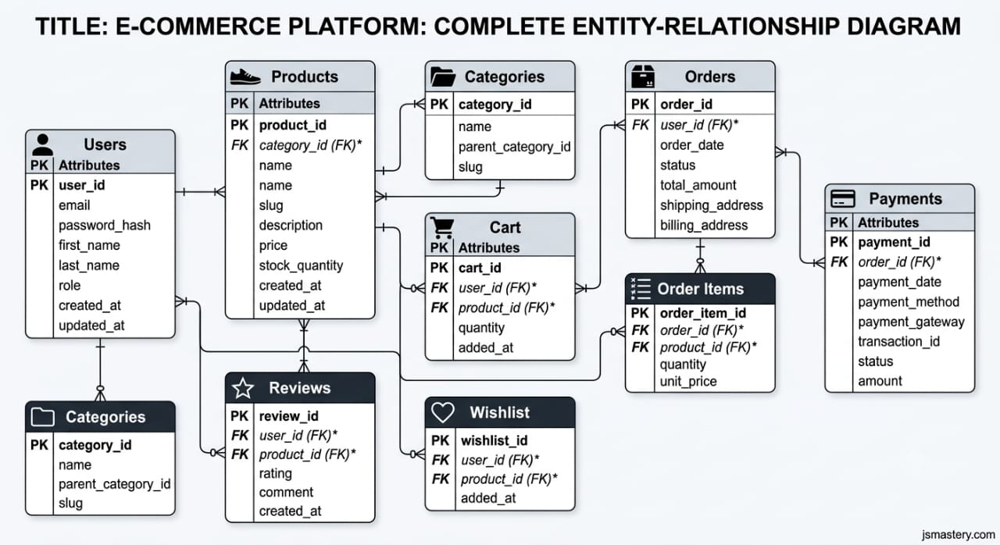 TITLE: E-COMMERCE PLATFORM: COMPLETE ENTITY-RELATIONSHIP DIAGRAM
Users
PK Attributes
PK user_id
email
password_hash
first_name
last_name
role
created_at
updated_at
Products
PK Attributes
PK product_id
FK category_id (FK)*
name
name
slug
description
price
stock_quantity
created_at
updated_at
Categories
PK category_id
name
parent_category_id
slug
Cart
PK Attributes
PK cart_id
FK user_id (FK)*
FK product_id (FK)*
quantity
added_at
Orders
PK order_id
FK user_id (FK)*
order_date
status
total_amount
shipping_address
billing_address
Order Items
PK order_item_id
FK order_id (FK)*
FK product_id (FK)*
quantity
unit_price
Payments
PK Attributes
PK payment_id
FK order_id (FK)*
payment_date
payment_method
payment_gateway
transaction_id
status
amount
Categories
PK category_id
name
parent_category_id
slug
Reviews
PK review_id
FK user_id (FK)*
FK product_id (FK)*
rating
comment
created_at
Wishlist
PK wishlist_id
FK user_id (FK)*
FK product_id (FK)*
added_at
jsmastery.com